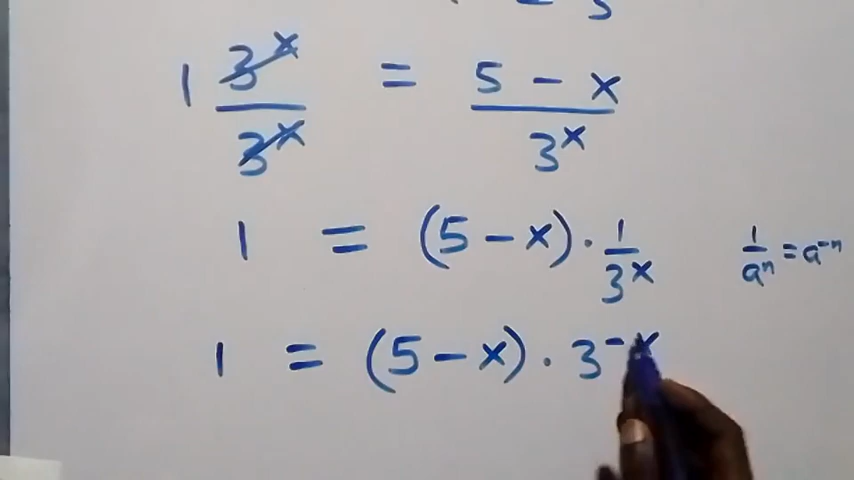 1 3^x/3^x = 5 - x/3^x
1 = (5 - x) · 1/3^x
1/a^n = a^-n
1 = (5 - x) · 3^-x